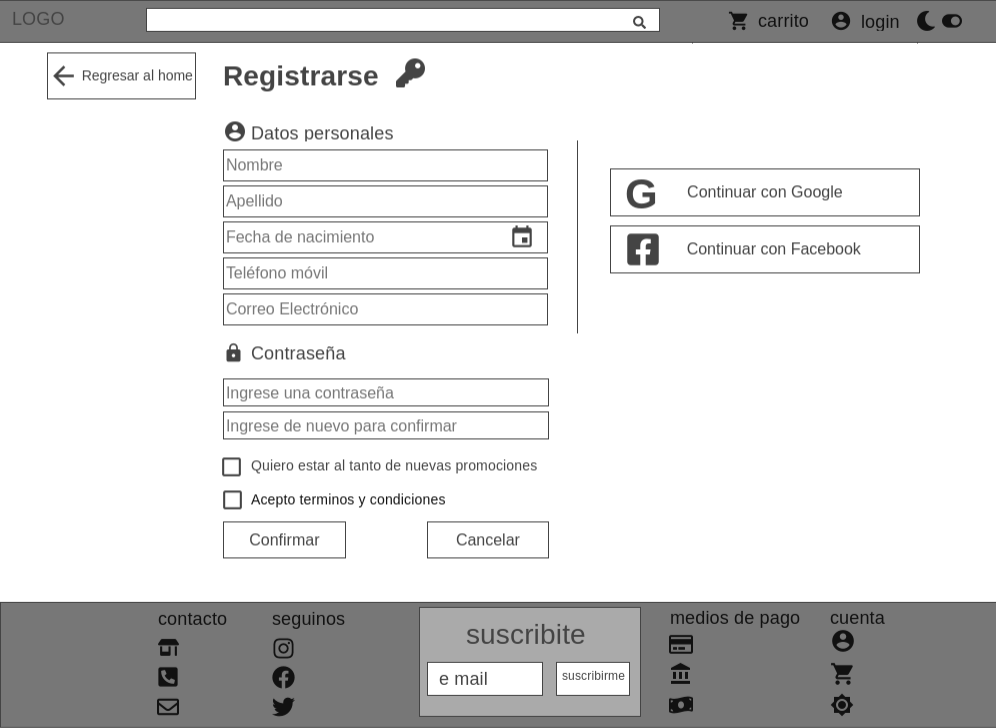 LOGO
carrito
login
Regresar al home
Registrarse
Datos personales
Nombre
Apellido
Fecha de nacimiento
Teléfono móvil
Correo Electrónico
G Continuar con Google
Continuar con Facebook
Contraseña
Ingrese una contraseña
Ingrese de nuevo para confirmar
Quiero estar al tanto de nuevas promociones
Acepto terminos y condiciones
Confirmar
Cancelar
contacto
seguinos
suscribite
e mail
suscribirme
medios de pago
cuenta